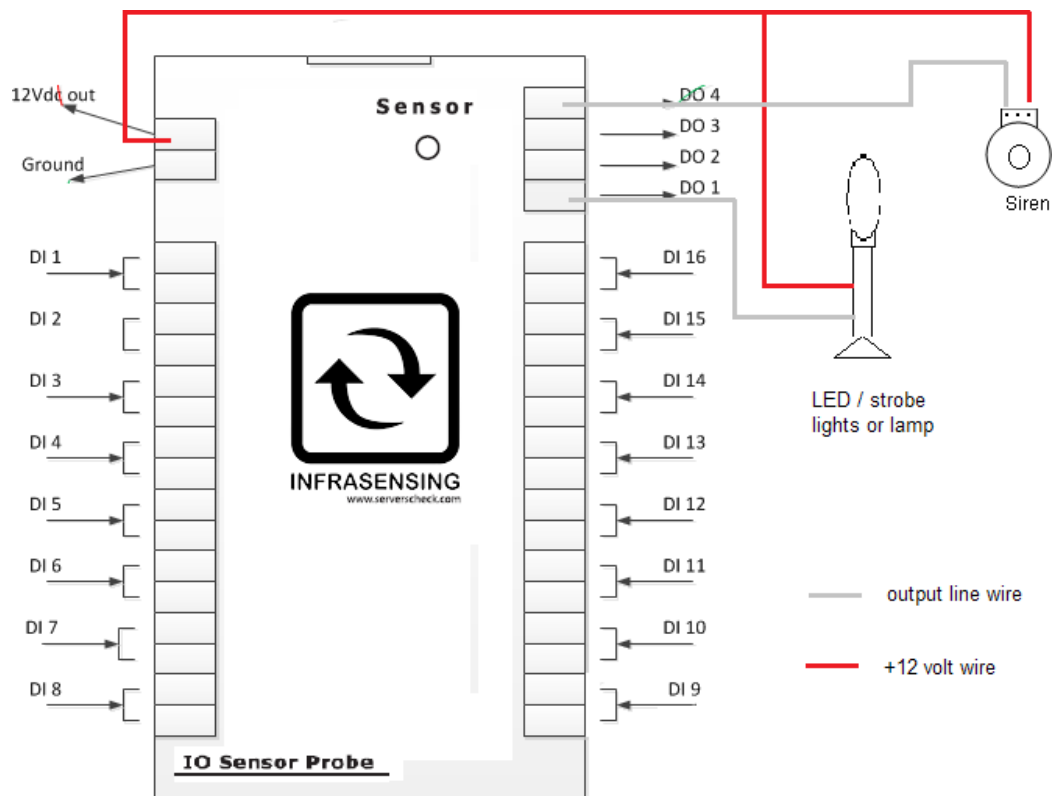 12Vdc out
Ground
Sensor
DO 4
DO 3
DO 2
DO 1
Siren
DI 1
DI 2
DI 3
DI 4
DI 5
DI 6
DI 7
DI 8
DI 16
DI 15
DI 14
DI 13
DI 12
DI 11
DI 10
DI 9
INFRASENSING
www.serverscheck.com
LED / strobe
lights or lamp
output line wire
+12 volt wire
IO Sensor Probe